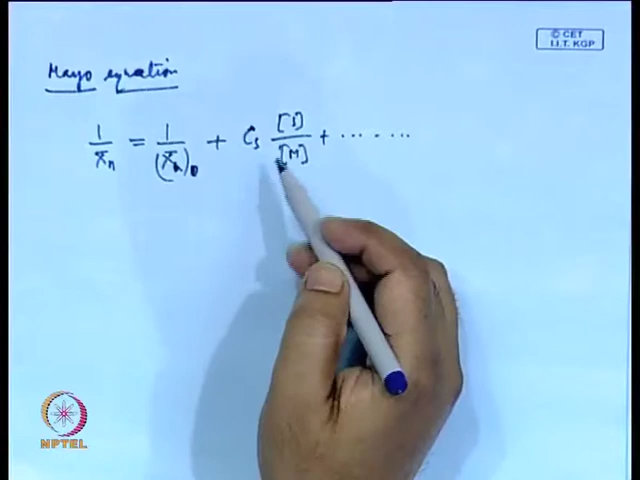 © CET
I.I.T. KGP
Mayo equation
1/x̄n = 1/(x̄n)0 + Cs [S]/[M] + ·······
NPTEL